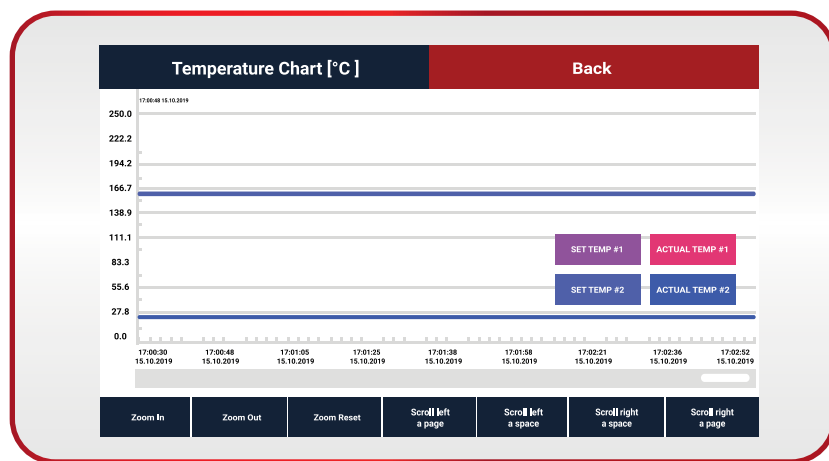 Temperature Chart [°C ]
Back
17:00:48 15.10.2019
250.0
222.2
194.2
166.7
138.9
111.1
83.3
55.6
27.8
0.0
SET TEMP #1
ACTUAL TEMP #1
SET TEMP #2
ACTUAL TEMP #2
17:00:30
15.10.2019
17:00:48
15.10.2019
17:01:05
15.10.2019
17:01:25
15.10.2019
17:01:38
15.10.2019
17:01:58
15.10.2019
17:02:21
15.10.2019
17:02:36
15.10.2019
17:02:52
15.10.2019
Zoom In
Zoom Out
Zoom Reset
Scroll left
a page
Scroll left
a space
Scroll right
a space
Scroll right
a page